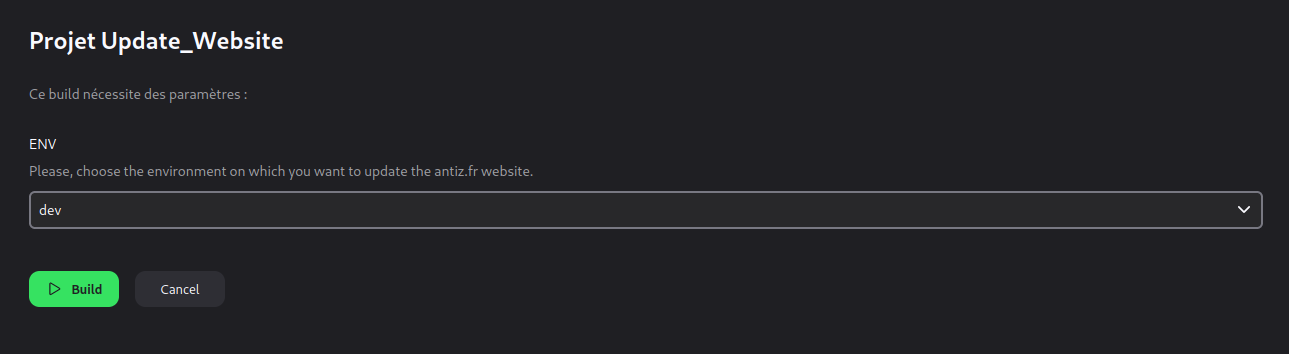 Projet Update_Website
Ce build nécessite des paramètres :
ENV
Please, choose the environment on which you want to update the antiz.fr website.
dev
Build
Cancel